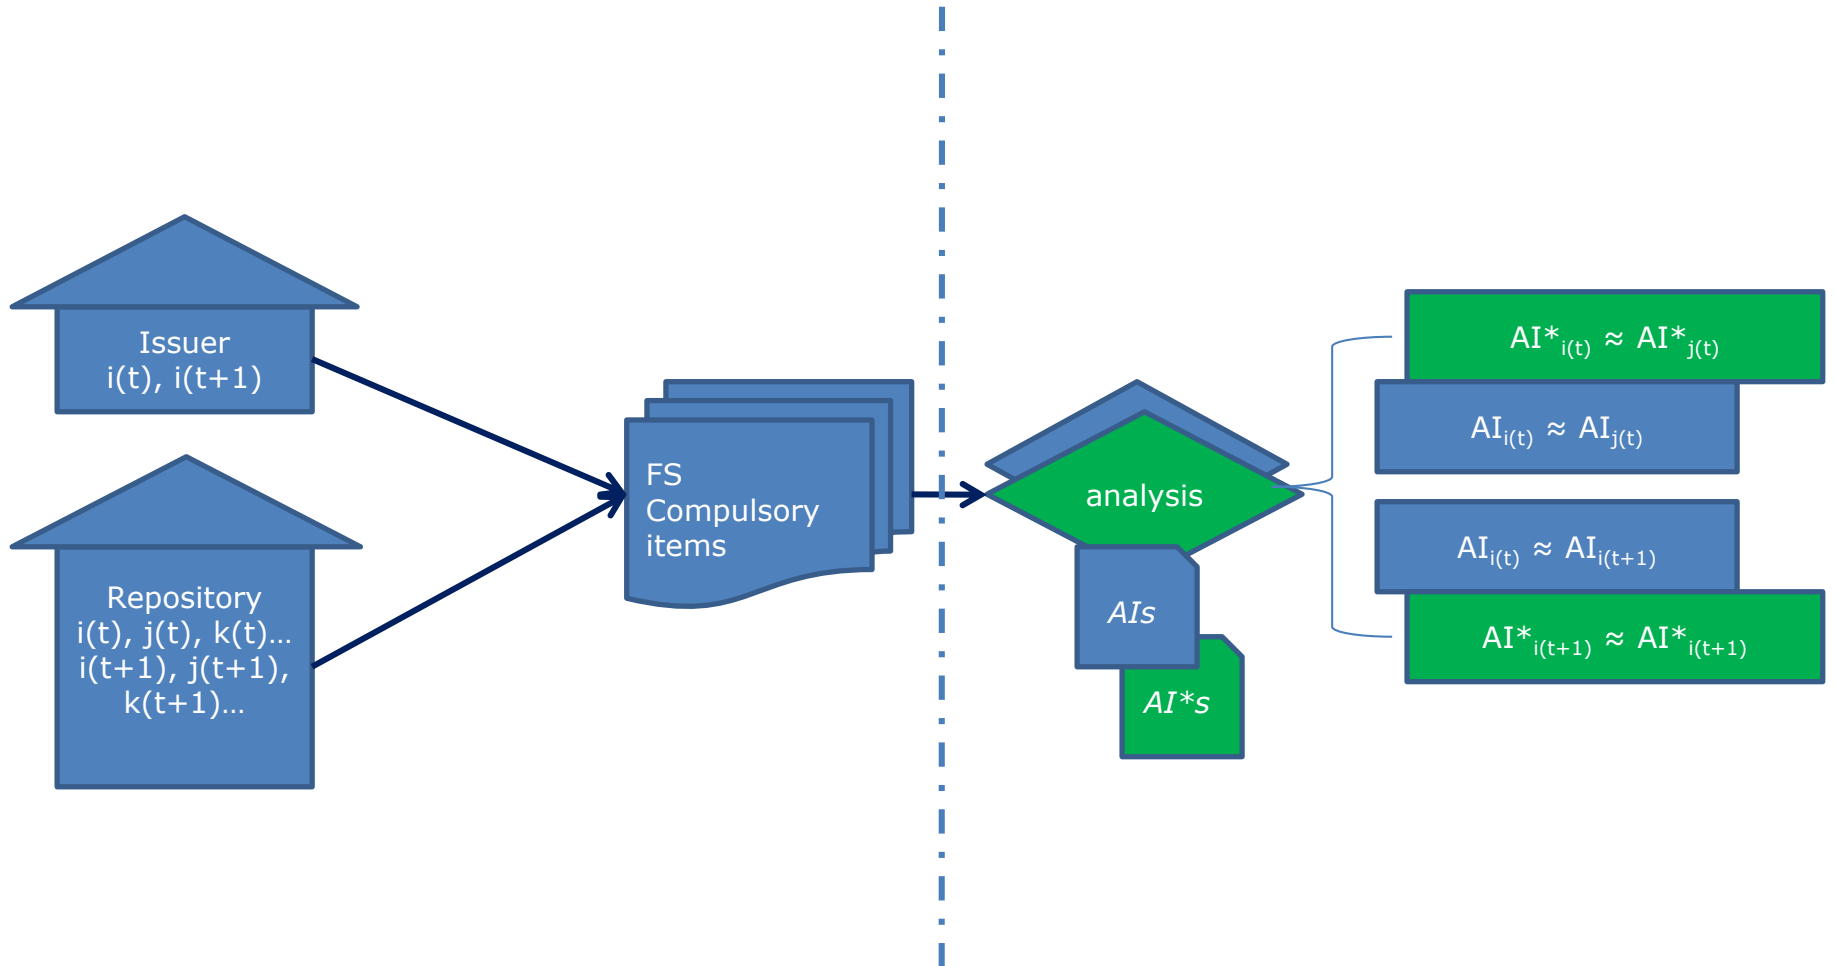 Issuer
i(t), i(t+1)
Repository
i(t), j(t), k(t)…
i(t+1), j(t+1),
k(t+1)…
FS
Compulsory
items
analysis
AIs
AI*s
AI*i(t) ≈ AI*j(t)
AIi(t) ≈ AIj(t)
AIi(t) ≈ AIi(t+1)
AI*i(t+1) ≈ AI*i(t+1)